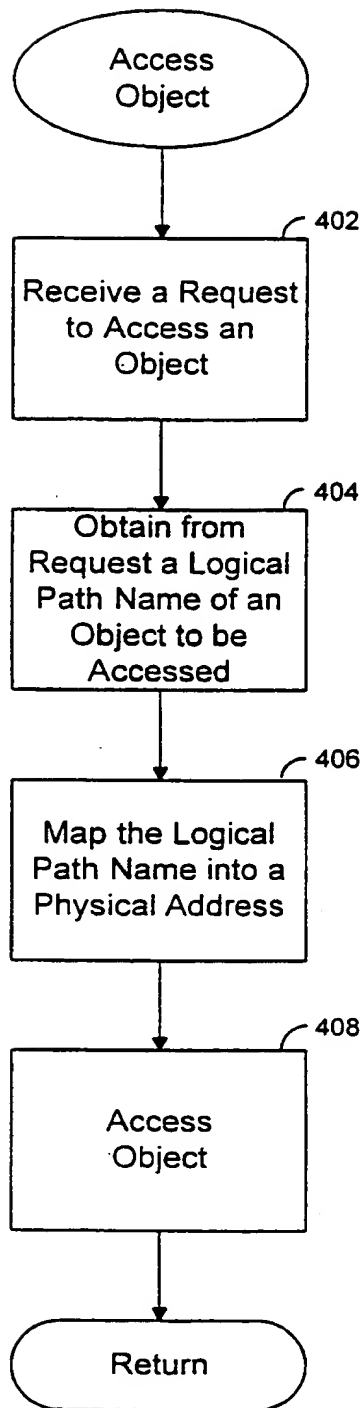 Access
Object
402
Receive a Request
to Access an
Object
404
Obtain from
Request a Logical
Path Name of an
Object to be
Accessed
406
Map the Logical
Path Name into a
Physical Address
408
Access
Object
Return